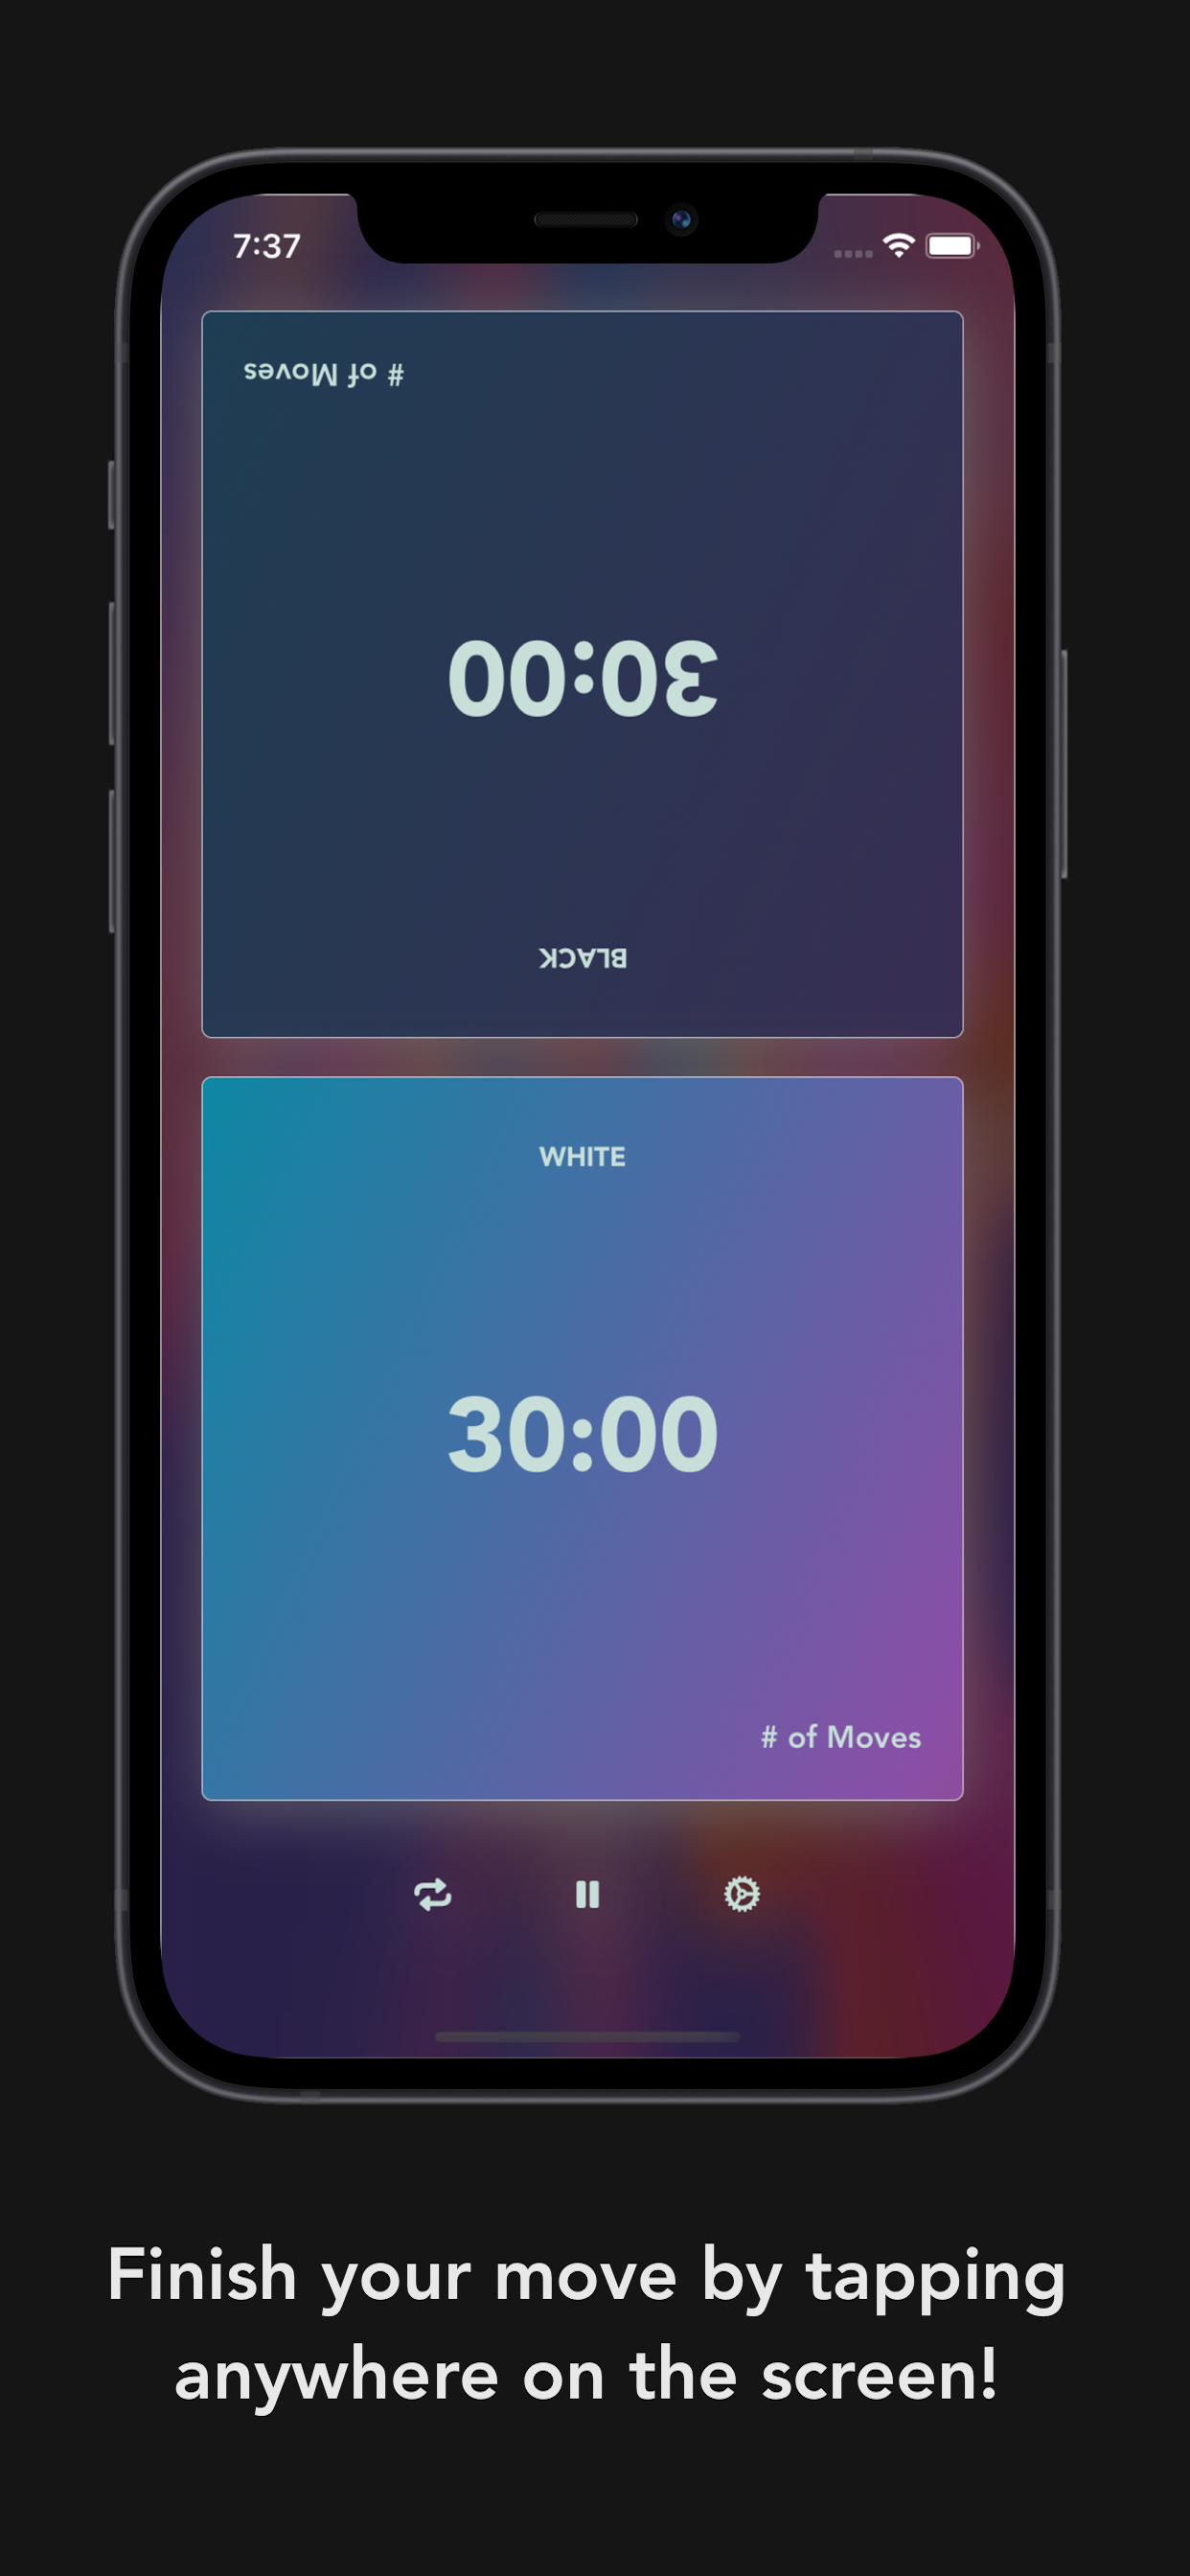 7:37
# of Moves
30:00
BLACK
WHITE
30:00
# of Moves
Finish your move by tapping
anywhere on the screen!